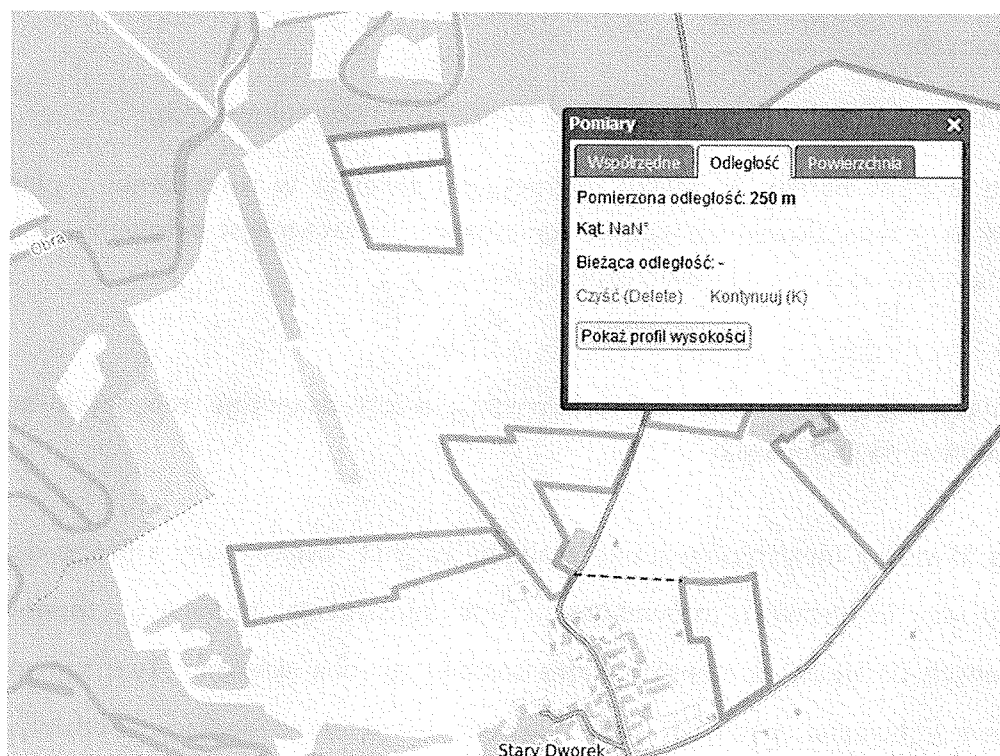 Pomiary
Współrzędne Odległość Powierzchnia
Pomierzona odległość: 250 m
Kąt: NaN°
Bieżąca odległość: -
Czyść (Delete) Kontynuuj (K)
Pokaż profil wysokości
Obra
Stary Dworek